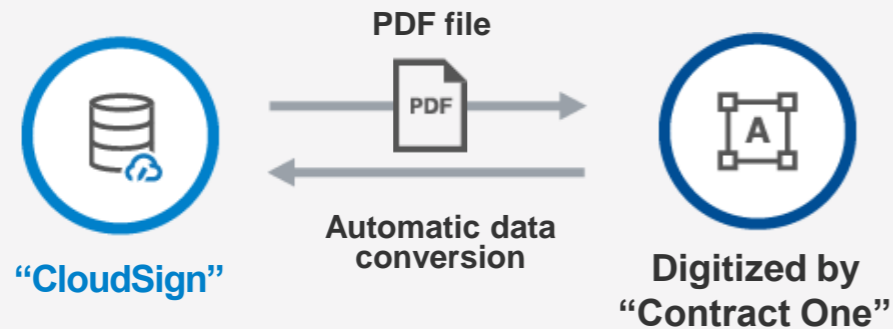 PDF file
PDF
A
Automatic data
conversion
“CloudSign”
Digitized by
“Contract One”